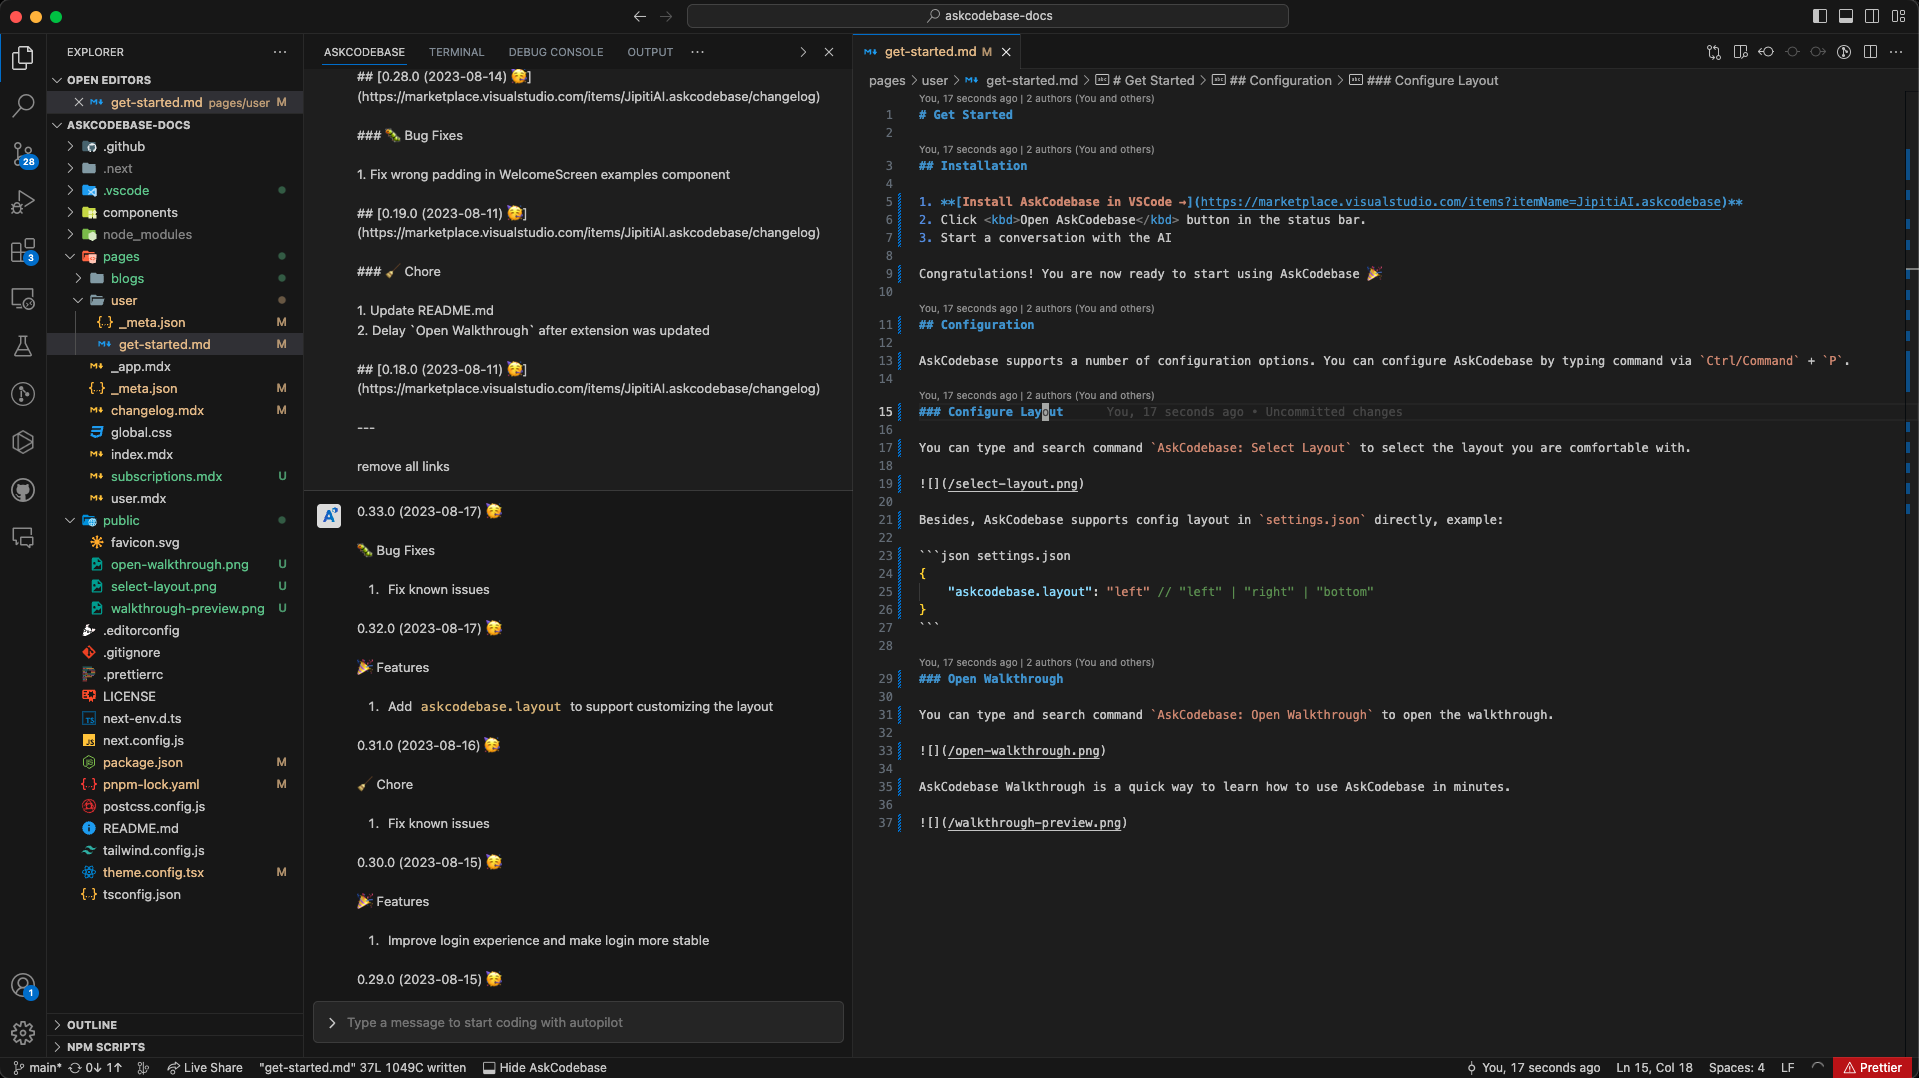 askcodebase-docs
EXPLORER
OPEN EDITORS
get-started.md pages/user M
ASKCODEBASE-DOCS
.github
.next
.vscode
components
node_modules
pages
blogs
user
_meta.json M
get-started.md M
_app.mdx
_meta.json M
changelog.mdx M
global.css
index.mdx
subscriptions.mdx U
user.mdx
public
favicon.svg
open-walkthrough.png U
select-layout.png U
walkthrough-preview.png U
.editorconfig
.gitignore
.prettierrc
LICENSE
next-env.d.ts
next.config.js
package.json M
pnpm-lock.yaml M
postcss.config.js
README.md
tailwind.config.js
theme.config.tsx M
tsconfig.json
OUTLINE
NPM SCRIPTS
28
3
1
ASKCODEBASE TERMINAL DEBUG CONSOLE OUTPUT
## [0.28.0 (2023-08-14) 🥳]
(https://marketplace.visualstudio.com/items/JipitiAI.askcodebase/changelog)
### 🐛 Bug Fixes
1. Fix wrong padding in WelcomeScreen examples component
## [0.19.0 (2023-08-11) 🥳]
(https://marketplace.visualstudio.com/items/JipitiAI.askcodebase/changelog)
### 🧹 Chore
1. Update README.md
2. Delay `Open Walkthrough` after extension was updated
## [0.18.0 (2023-08-11) 🥳]
(https://marketplace.visualstudio.com/items/JipitiAI.askcodebase/changelog)
---
remove all links
A
0.33.0 (2023-08-17) 🥳
🐛 Bug Fixes
1. Fix known issues
0.32.0 (2023-08-17) 🥳
🎉 Features
1. Add askcodebase.layout to support customizing the layout
0.31.0 (2023-08-16) 🥳
🧹 Chore
1. Fix known issues
0.30.0 (2023-08-15) 🥳
🎉 Features
1. Improve login experience and make login more stable
0.29.0 (2023-08-15) 🥳
Type a message to start coding with autopilot
get-started.md M
pages > user > get-started.md > # Get Started > ## Configuration > ### Configure Layout
You, 17 seconds ago | 2 authors (You and others)
1 # Get Started
2
You, 17 seconds ago | 2 authors (You and others)
3 ## Installation
4
5 1. **[Install AskCodebase in VSCode →](https://marketplace.visualstudio.com/items?itemName=JipitiAI.askcodebase)**
6 2. Click <kbd>Open AskCodebase</kbd> button in the status bar.
7 3. Start a conversation with the AI
8
9 Congratulations! You are now ready to start using AskCodebase 🎉
10
You, 17 seconds ago | 2 authors (You and others)
11 ## Configuration
12
13 AskCodebase supports a number of configuration options. You can configure AskCodebase by typing command via `Ctrl/Command` + `P`.
14
You, 17 seconds ago | 2 authors (You and others)
15 ### Configure Layout You, 17 seconds ago • Uncommitted changes
16
17 You can type and search command `AskCodebase: Select Layout` to select the layout you are comfortable with.
18
19 ![](/select-layout.png)
20
21 Besides, AskCodebase supports config layout in `settings.json` directly, example:
22
23 ```json settings.json
24 {
25 "askcodebase.layout": "left" // "left" | "right" | "bottom"
26 }
27 ```
28
You, 17 seconds ago | 2 authors (You and others)
29 ### Open Walkthrough
30
31 You can type and search command `AskCodebase: Open Walkthrough` to open the walkthrough.
32
33 ![](/open-walkthrough.png)
34
35 AskCodebase Walkthrough is a quick way to learn how to use AskCodebase in minutes.
36
37 ![](/walkthrough-preview.png)
main* 0↓ 1↑ Live Share "get-started.md" 37L 1049C written Hide AskCodebase You, 17 seconds ago Ln 15, Col 18 Spaces: 4 LF Prettier